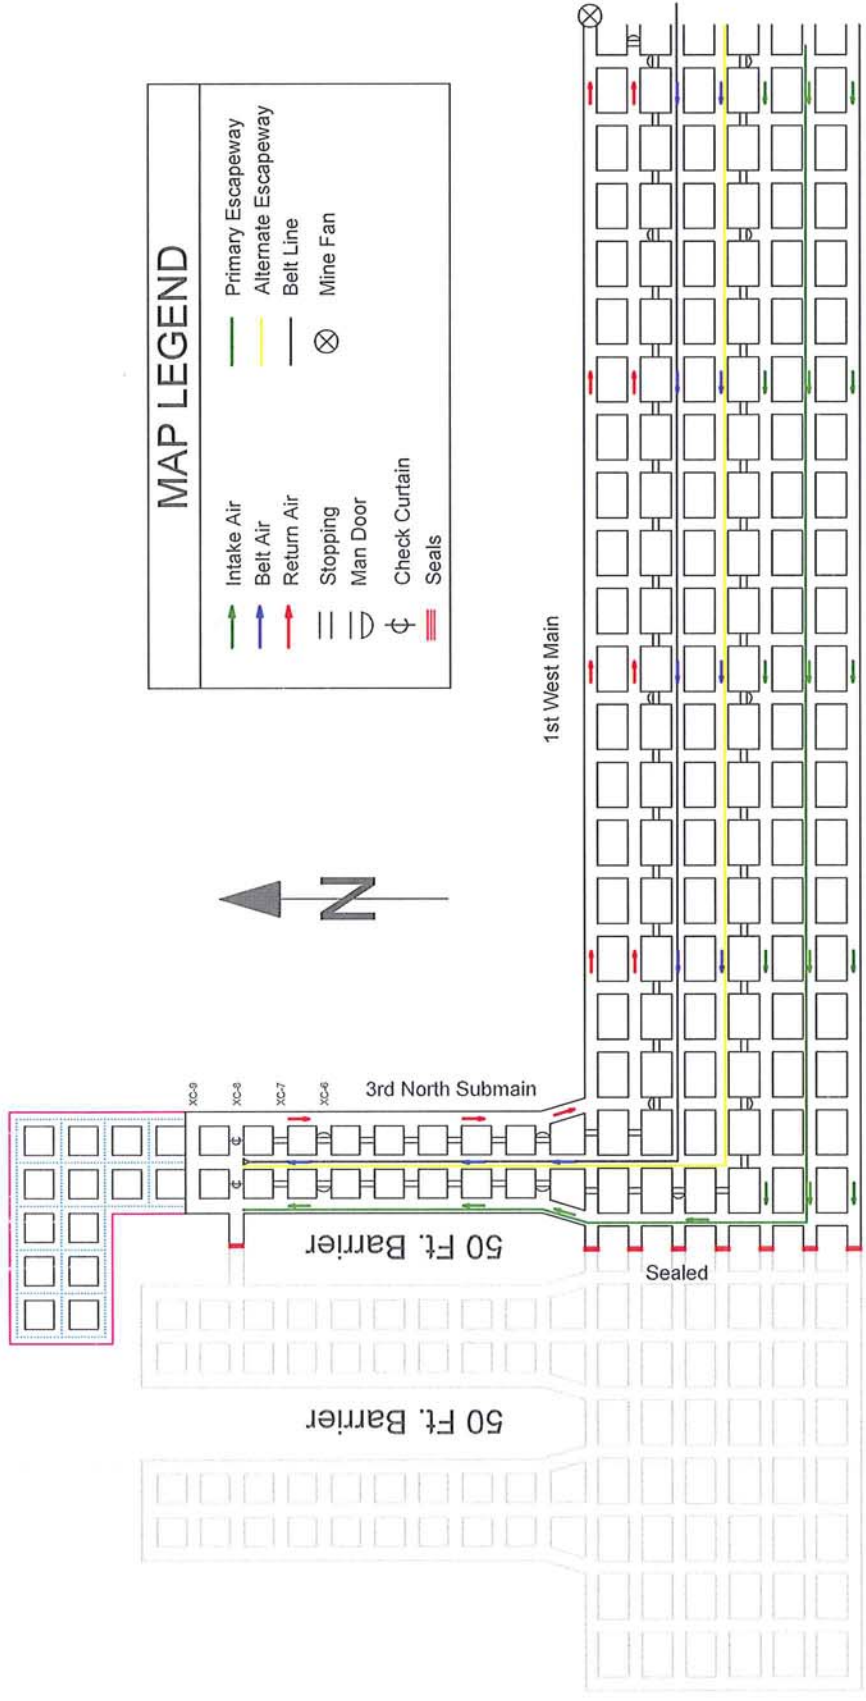 MAP LEGEND
Intake Air
Belt Air
Return Air
Stopping
Man Door
Check Curtain
Seals
Primary Escapeway
Alternate Escapeway
Belt Line
Mine Fan
N
1st West Main
3rd North Submain
XC-9
XC-8
XC-7
XC-6
50 Ft. Barrier
50 Ft. Barrier
Sealed